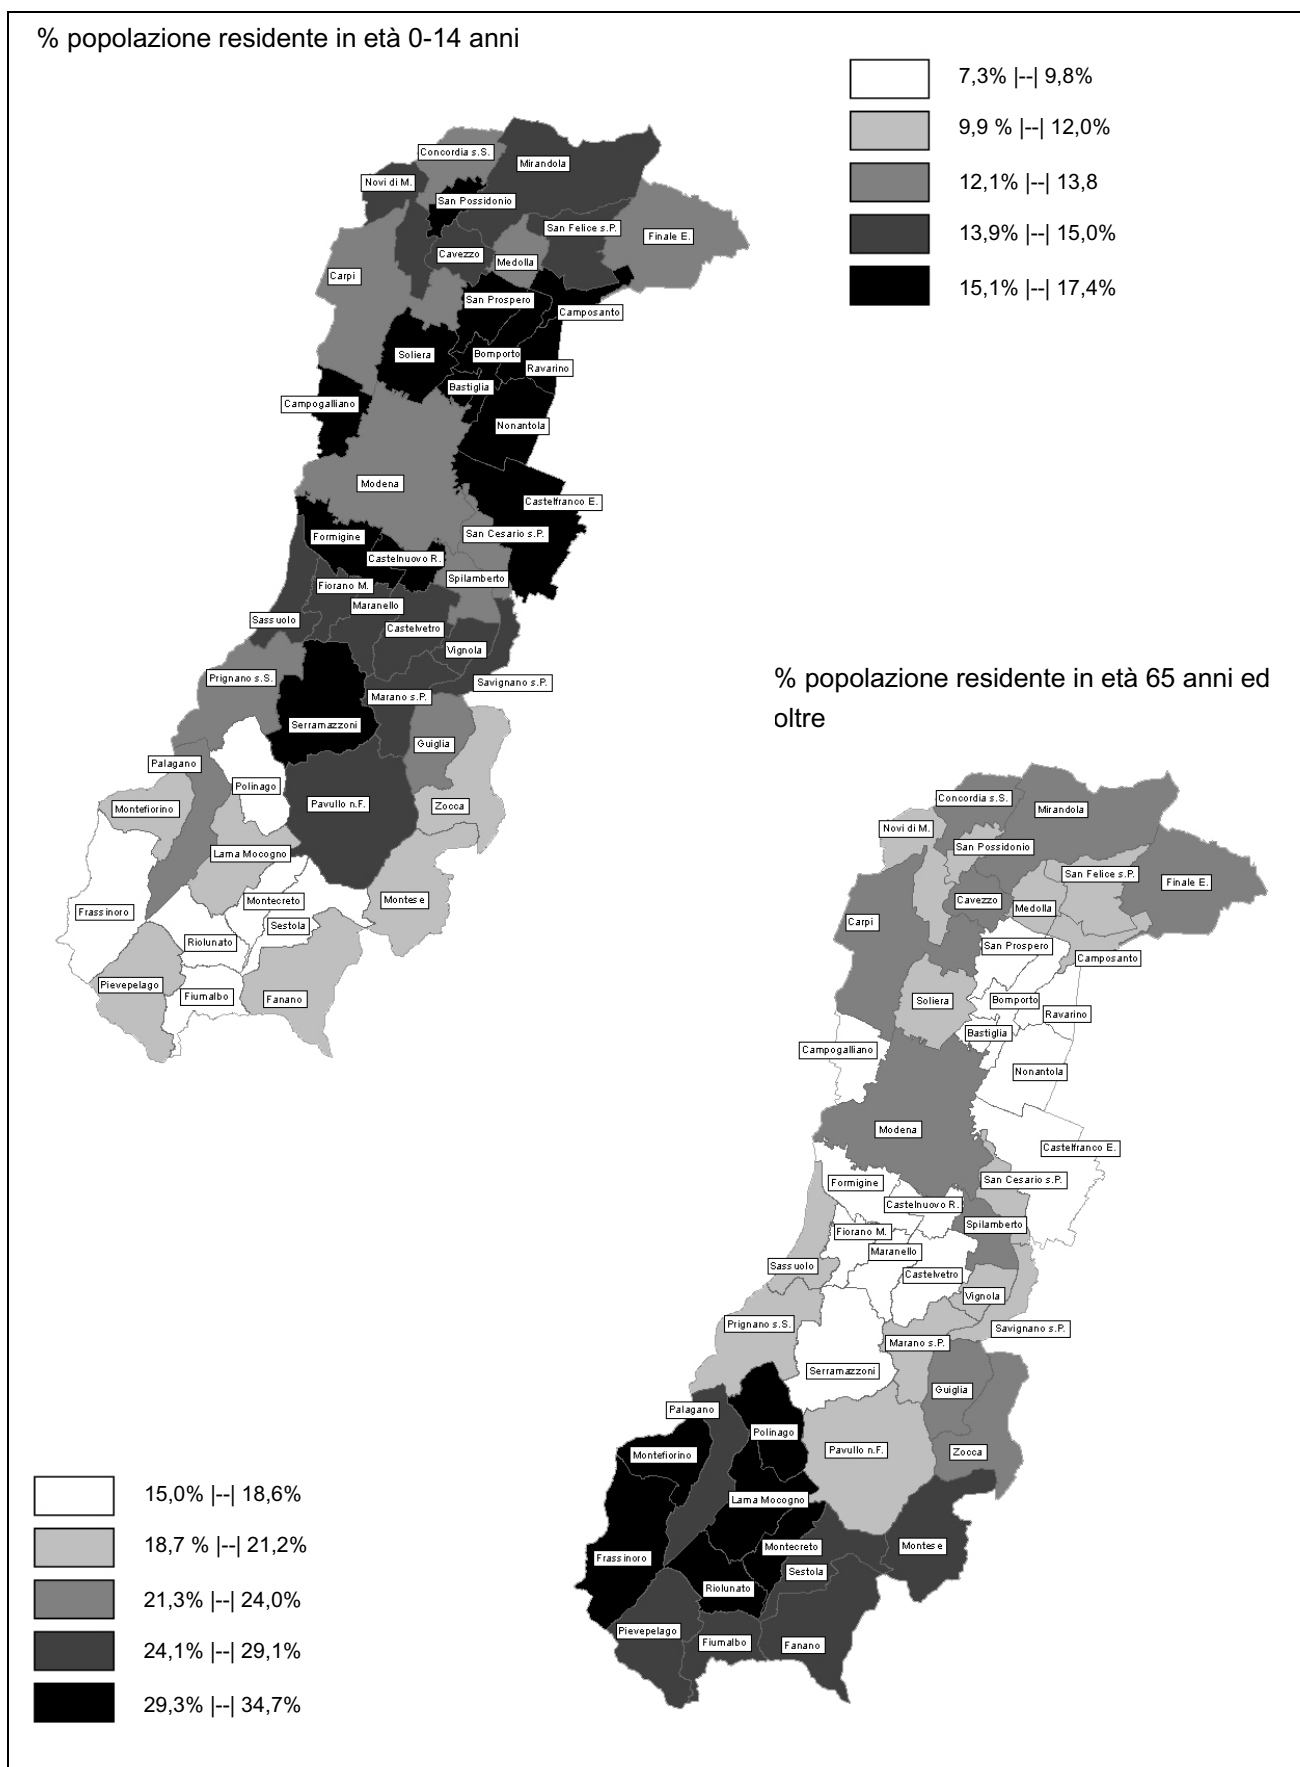 % popolazione residente in età 0-14 anni
7,3% |--| 9,8%
9,9 % |--| 12,0%
12,1% |--| 13,8
13,9% |--| 15,0%
15,1% |--| 17,4%
Concordia s.S.
Mirandola
Novi di M.
San Possidonio
San Felice s.P.
Finale E.
Cavezzo
Medolla
Carpi
San Prospero
Camposanto
Soliera
Bomporto
Ravarino
Bastiglia
Campogalliano
Nonantola
Modena
Castelfranco E.
San Cesario s.P.
Formigine
Castelnuovo R.
Spilamberto
Fiorano M.
Maranello
Sassuolo
Castelvetro
Vignola
Prignano s.S.
Savignano s.P.
Marano s.P.
Serramazzoni
Guiglia
Palagano
Polinago
Montefiorino
Pavullo n.F.
Zocca
Lama Mocogno
Montecreto
Montese
Frassinoro
Sestola
Riolunato
Pievepelago
Fiumalbo
Fanano
% popolazione residente in età 65 anni ed
oltre
Concordia s.S.
Mirandola
Novi di M.
San Possidonio
San Felice s.P.
Finale E.
Cavezzo
Medolla
Carpi
San Prospero
Camposanto
Soliera
Bomporto
Ravarino
Bastiglia
Campogalliano
Nonantola
Modena
Castelfranco E.
San Cesario s.P.
Formigine
Castelnuovo R.
Spilamberto
Fiorano M.
Maranello
Sassuolo
Castelvetro
Vignola
Prignano s.S.
Savignano s.P.
Marano s.P.
Serramazzoni
Guiglia
Palagano
Polinago
Montefiorino
Pavullo n.F.
Zocca
Lama Mocogno
Montecreto
Montese
Frassinoro
Sestola
Riolunato
Pievepelago
Fiumalbo
Fanano
15,0% |--| 18,6%
18,7 % |--| 21,2%
21,3% |--| 24,0%
24,1% |--| 29,1%
29,3% |--| 34,7%